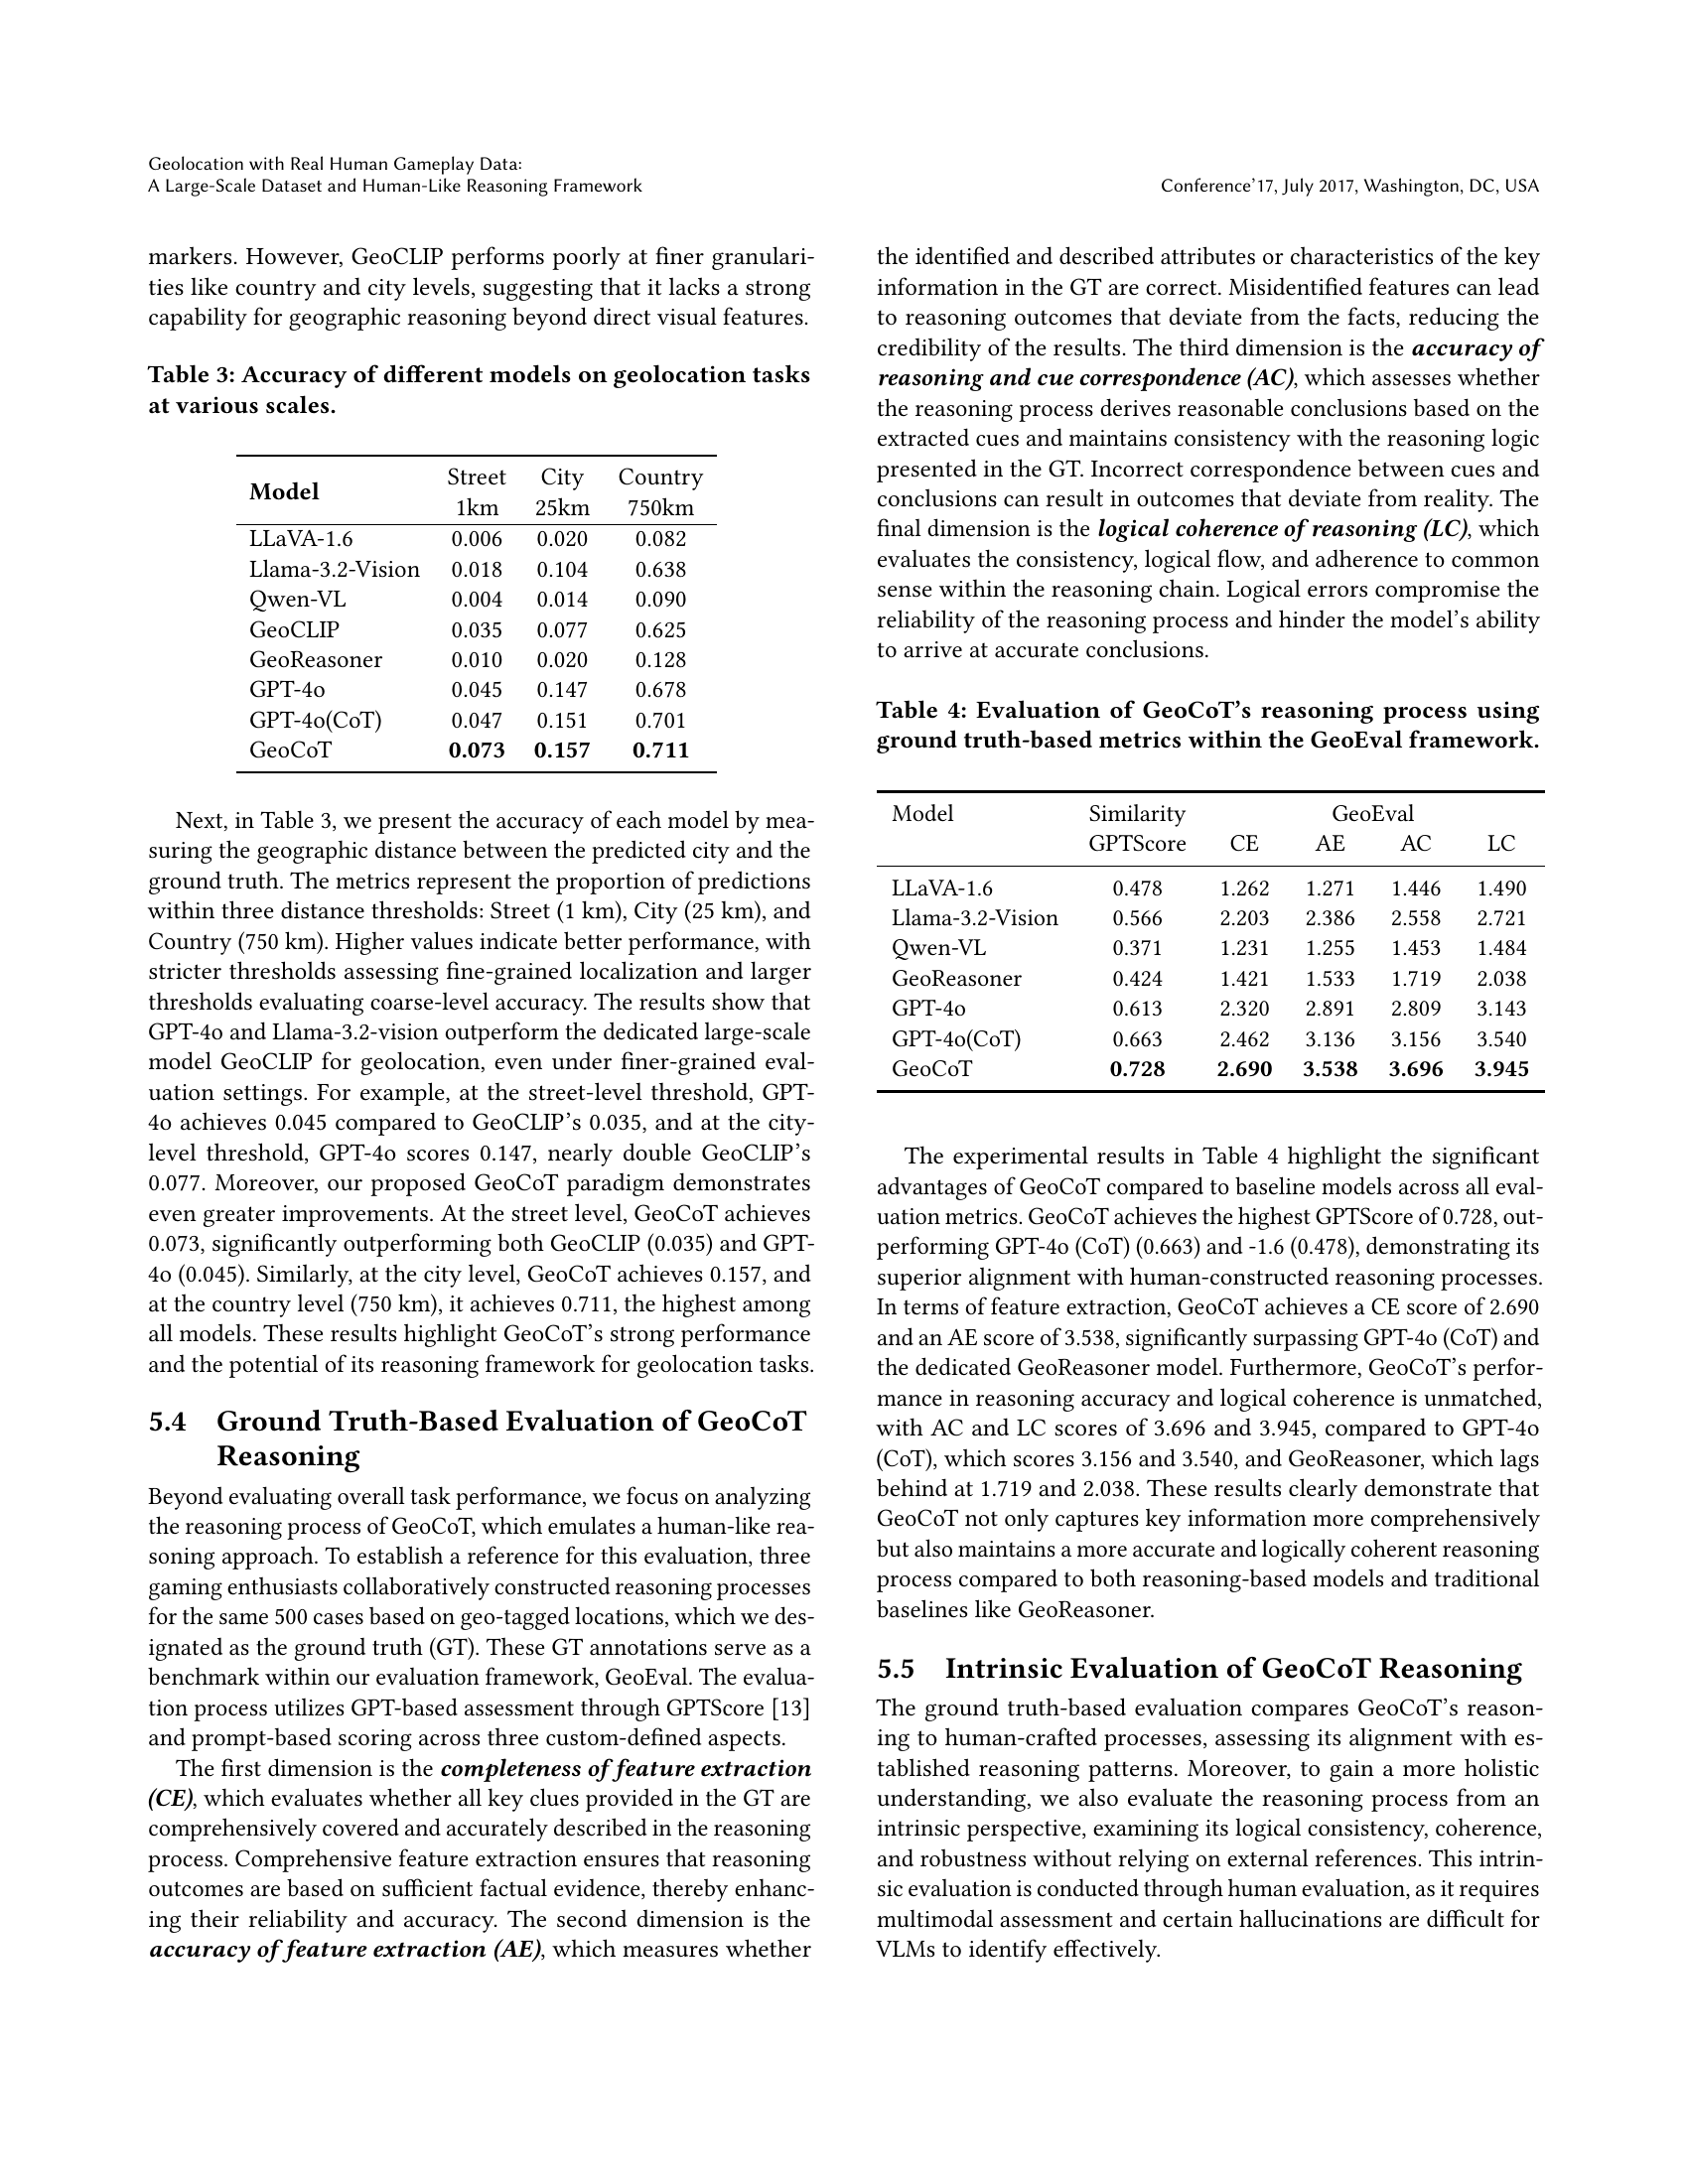 Geolocation with Real Human Gameplay Data:
A Large-Scale Dataset and Human-Like Reasoning Framework
Conference'17, July 2017, Washington, DC, USA
markers. However, GeoCLIP performs poorly at finer granulari-
ties like country and city levels, suggesting that it lacks a strong
capability for geographic reasoning beyond direct visual features.
Table 3: Accuracy of different models on geolocation tasks
at various scales.
Model Street City Country
1km 25km 750km
LLaVA-1.6 0.006 0.020 0.082
Llama-3.2-Vision 0.018 0.104 0.638
Qwen-VL 0.004 0.014 0.090
GeoCLIP 0.035 0.077 0.625
GeoReasoner 0.010 0.020 0.128
GPT-4o 0.045 0.147 0.678
GPT-4o(CoT) 0.047 0.151 0.701
GeoCoT 0.073 0.157 0.711
Next, in Table 3, we present the accuracy of each model by mea-
suring the geographic distance between the predicted city and the
ground truth. The metrics represent the proportion of predictions
within three distance thresholds: Street (1 km), City (25 km), and
Country (750 km). Higher values indicate better performance, with
stricter thresholds assessing fine-grained localization and larger
thresholds evaluating coarse-level accuracy. The results show that
GPT-4o and Llama-3.2-vision outperform the dedicated large-scale
model GeoCLIP for geolocation, even under finer-grained eval-
uation settings. For example, at the street-level threshold, GPT-
4o achieves 0.045 compared to GeoCLIP's 0.035, and at the city-
level threshold, GPT-4o scores 0.147, nearly double GeoCLIP's
0.077. Moreover, our proposed GeoCoT paradigm demonstrates
even greater improvements. At the street level, GeoCoT achieves
0.073, significantly outperforming both GeoCLIP (0.035) and GPT-
4o (0.045). Similarly, at the city level, GeoCoT achieves 0.157, and
at the country level (750 km), it achieves 0.711, the highest among
all models. These results highlight GeoCoT's strong performance
and the potential of its reasoning framework for geolocation tasks.
5.4 Ground Truth-Based Evaluation of GeoCoT
Reasoning
Beyond evaluating overall task performance, we focus on analyzing
the reasoning process of GeoCoT, which emulates a human-like rea-
soning approach. To establish a reference for this evaluation, three
gaming enthusiasts collaboratively constructed reasoning processes
for the same 500 cases based on geo-tagged locations, which we des-
ignated as the ground truth (GT). These GT annotations serve as a
benchmark within our evaluation framework, GeoEval. The evalua-
tion process utilizes GPT-based assessment through GPTScore [13]
and prompt-based scoring across three custom-defined aspects.
The first dimension is the completeness of feature extraction
(CE), which evaluates whether all key clues provided in the GT are
comprehensively covered and accurately described in the reasoning
process. Comprehensive feature extraction ensures that reasoning
outcomes are based on sufficient factual evidence, thereby enhanc-
ing their reliability and accuracy. The second dimension is the
accuracy of feature extraction (AE), which measures whether
the identified and described attributes or characteristics of the key
information in the GT are correct. Misidentified features can lead
to reasoning outcomes that deviate from the facts, reducing the
credibility of the results. The third dimension is the accuracy of
reasoning and cue correspondence (AC), which assesses whether
the reasoning process derives reasonable conclusions based on the
extracted cues and maintains consistency with the reasoning logic
presented in the GT. Incorrect correspondence between cues and
conclusions can result in outcomes that deviate from reality. The
final dimension is the logical coherence of reasoning (LC), which
evaluates the consistency, logical flow, and adherence to common
sense within the reasoning chain. Logical errors compromise the
reliability of the reasoning process and hinder the model's ability
to arrive at accurate conclusions.
Table 4: Evaluation of GeoCoT's reasoning process using
ground truth-based metrics within the GeoEval framework.
Model Similarity GeoEval
GPTScore CE AE AC LC
LLaVA-1.6 0.478 1.262 1.271 1.446 1.490
Llama-3.2-Vision 0.566 2.203 2.386 2.558 2.721
Qwen-VL 0.371 1.231 1.255 1.453 1.484
GeoReasoner 0.424 1.421 1.533 1.719 2.038
GPT-4o 0.613 2.320 2.891 2.809 3.143
GPT-4o(CoT) 0.663 2.462 3.136 3.156 3.540
GeoCoT 0.728 2.690 3.538 3.696 3.945
The experimental results in Table 4 highlight the significant
advantages of GeoCoT compared to baseline models across all eval-
uation metrics. GeoCoT achieves the highest GPTScore of 0.728, out-
performing GPT-4o (CoT) (0.663) and -1.6 (0.478), demonstrating its
superior alignment with human-constructed reasoning processes.
In terms of feature extraction, GeoCoT achieves a CE score of 2.690
and an AE score of 3.538, significantly surpassing GPT-4o (CoT) and
the dedicated GeoReasoner model. Furthermore, GeoCoT's perfor-
mance in reasoning accuracy and logical coherence is unmatched,
with AC and LC scores of 3.696 and 3.945, compared to GPT-4o
(CoT), which scores 3.156 and 3.540, and GeoReasoner, which lags
behind at 1.719 and 2.038. These results clearly demonstrate that
GeoCoT not only captures key information more comprehensively
but also maintains a more accurate and logically coherent reasoning
process compared to both reasoning-based models and traditional
baselines like GeoReasoner.
5.5 Intrinsic Evaluation of GeoCoT Reasoning
The ground truth-based evaluation compares GeoCoT's reason-
ing to human-crafted processes, assessing its alignment with es-
tablished reasoning patterns. Moreover, to gain a more holistic
understanding, we also evaluate the reasoning process from an
intrinsic perspective, examining its logical consistency, coherence,
and robustness without relying on external references. This intrin-
sic evaluation is conducted through human evaluation, as it requires
multimodal assessment and certain hallucinations are difficult for
VLMs to identify effectively.